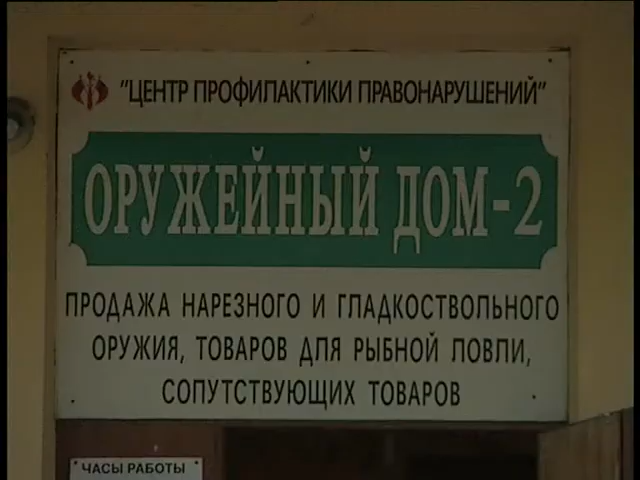 "ЦЕНТР ПРОФИЛАКТИКИ ПРАВОНАРУШЕНИЙ"
ОРУЖЕЙНЫЙ ДОМ-2
ПРОДАЖА НАРЕЗНОГО И ГЛАДКОСТВОЛЬНОГО
ОРУЖИЯ, ТОВАРОВ ДЛЯ РЫБНОЙ ЛОВЛИ,
СОПУТСТВУЮЩИХ ТОВАРОВ
ЧАСЫ РАБОТЫ